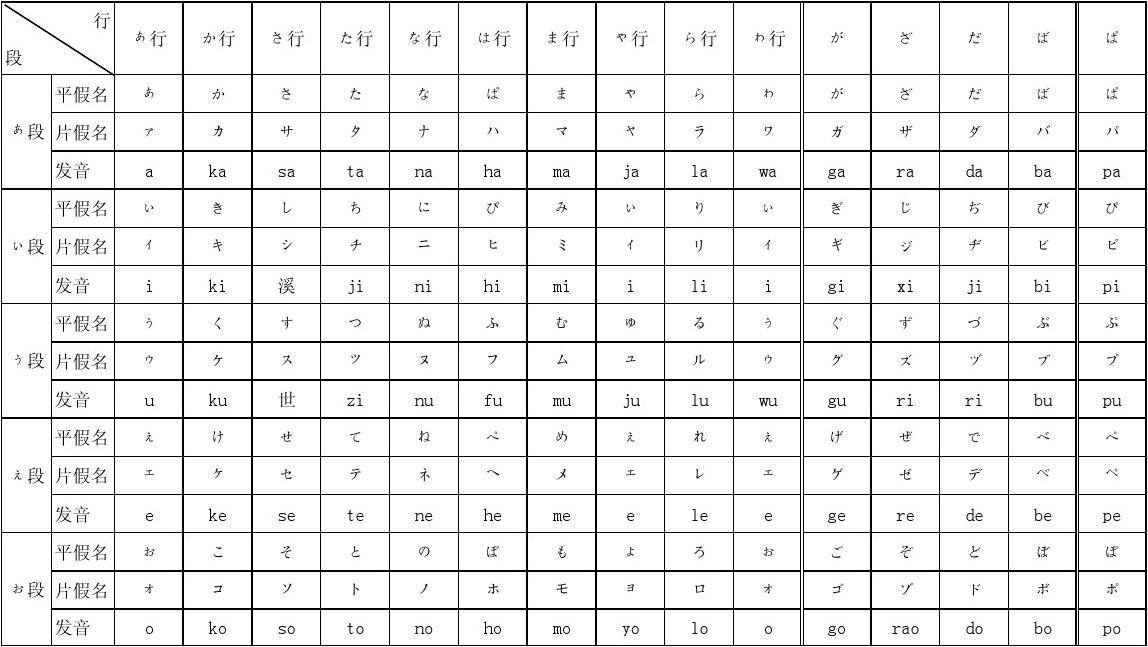 行 段 ぁ行 か行 さ行 た行 な行 は行 ま行 ゃ行 ら行 ゎ行 が ざ だ ば ぱ
ぁ段 平假名 ぁ か さ た な ぱ ま ゃ ら ゎ が ざ だ ば ぱ
片假名 ァ カ サ タ ナ ハ マ ャ ラ ヮ ガ ザ ダ バ パ
发音 a ka sa ta na ha ma ja la wa ga ra da ba pa
ぃ段 平假名 ぃ き し ち に ぴ み ぃ り ぃ ぎ じ ぢ び ぴ
片假名 ィ キ シ チ ニ ヒ ミ ィ リ ィ ギ ジ ヂ ビ ピ
发音 i ki 溪 ji ni hi mi i li i gi xi ji bi pi
ぅ段 平假名 ぅ く す つ ぬ ふ む ゅ る ぅ ぐ ず づ ぶ ぷ
片假名 ゥ ケ ス ツ ヌ フ ム ュ ル ゥ グ ズ ヅ ブ プ
发音 u ku 世 zi nu fu mu ju lu wu gu ri ri bu pu
ぇ段 平假名 ぇ け せ て ね ぺ め ぇ れ ぇ げ ぜ で べ ぺ
片假名 ェ ケ セ テ ネ ヘ メ ェ レ ェ ゲ ゼ デ ベ ペ
发音 e ke se te ne he me e le e ge re de be pe
ぉ段 平假名 ぉ こ そ と の ぽ も ょ ろ ぉ ご ぞ ど ぼ ぽ
片假名 ォ コ ソ ト ノ ホ モ ョ ロ ォ ゴ ゾ ド ボ ポ
发音 o ko so to no ho mo yo lo o go rao do bo po